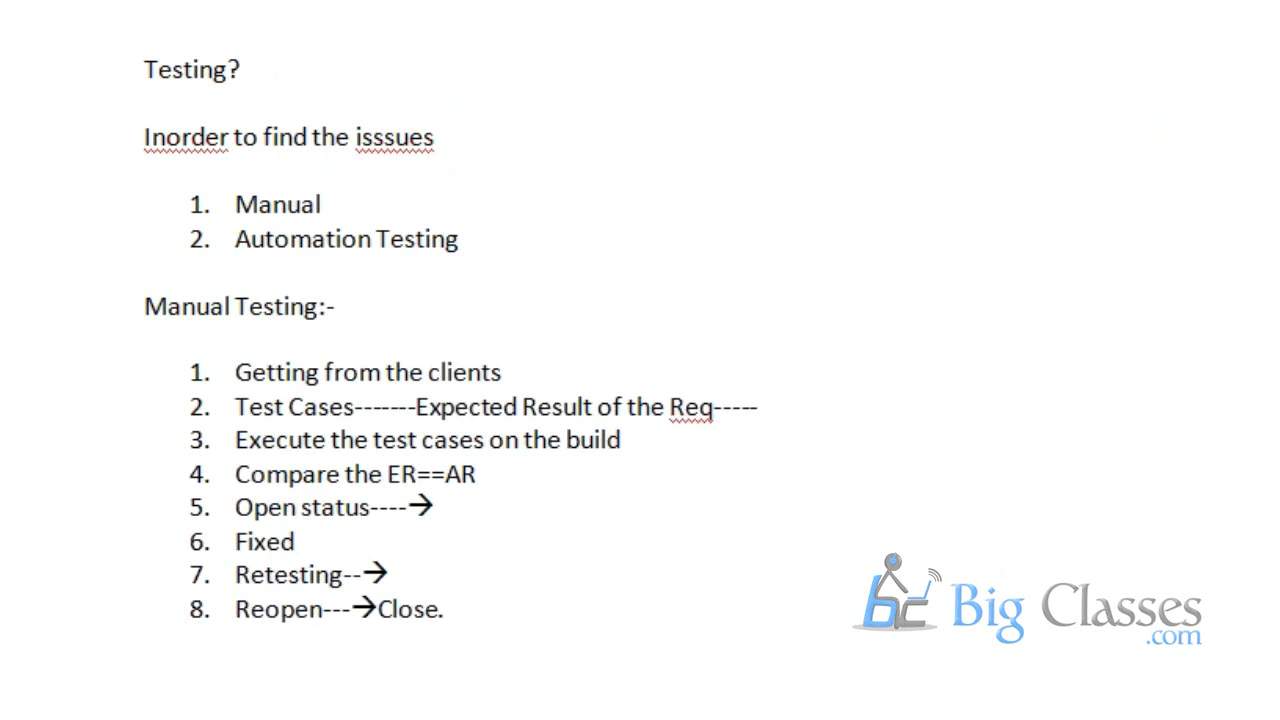 Testing?
Inorder to find the isssues
1. Manual
2. Automation Testing
Manual Testing:-
1. Getting from the clients
2. Test Cases-------Expected Result of the Req-----
3. Execute the test cases on the build
4. Compare the ER==AR
5. Open status----→
6. Fixed
7. Retesting--→
8. Reopen---→Close.
bc Big Classes
.com